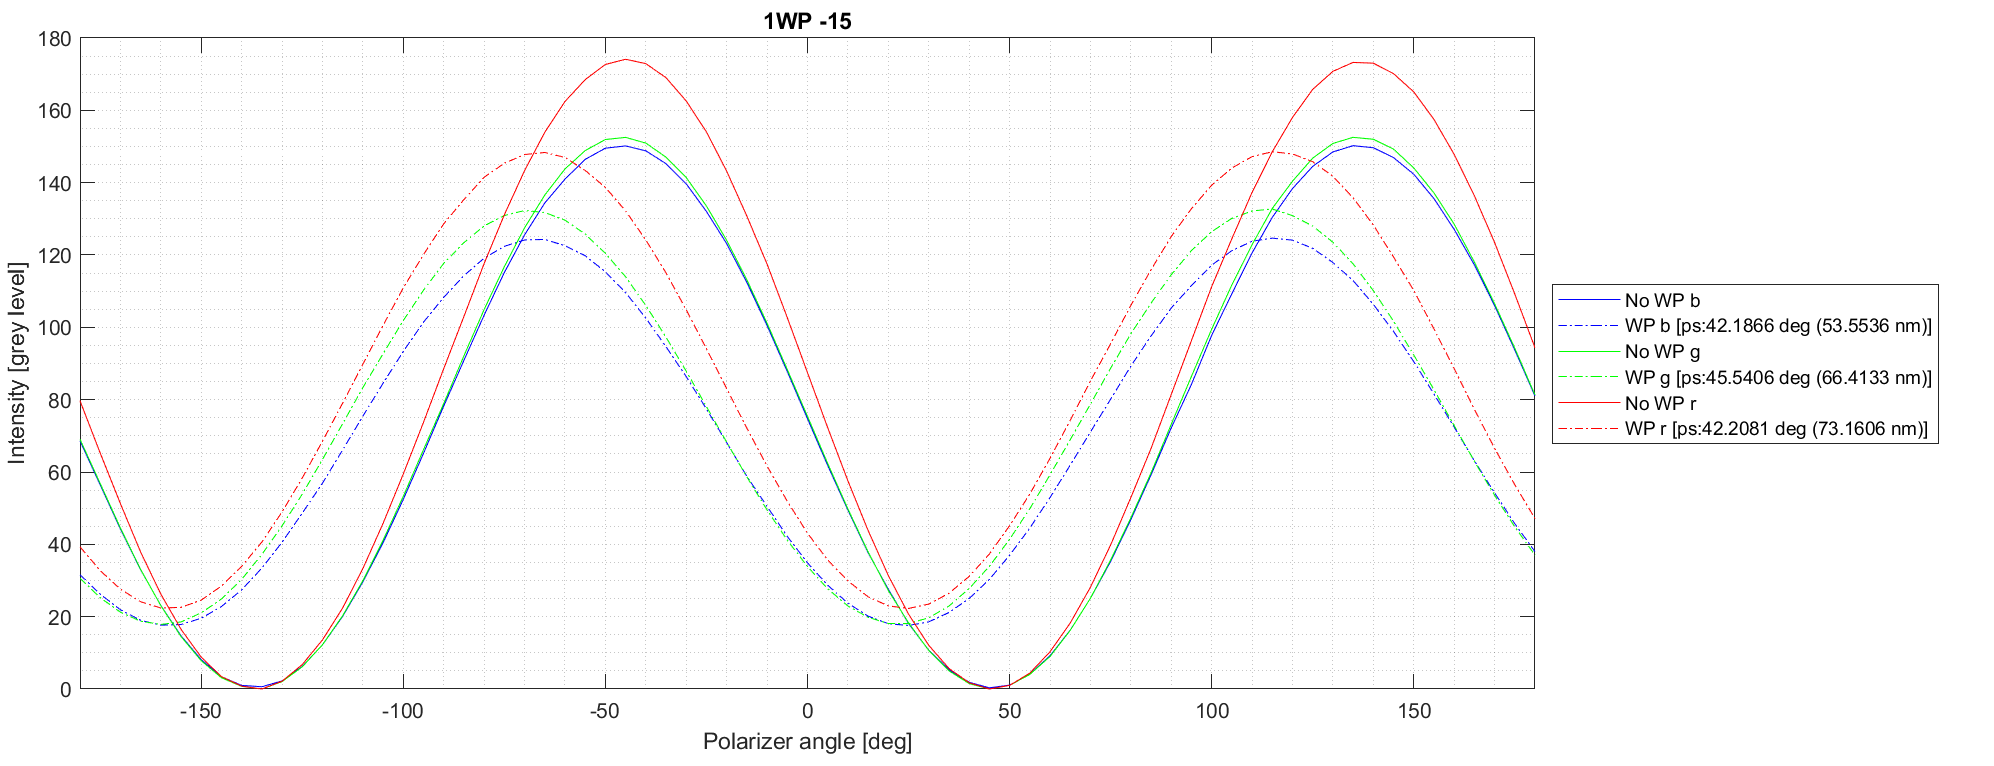 1WP -15
180
160
140
120
100
80
60
40
20
0
Intensity [grey level]
-150 -100 -50 0 50 100 150
Polarizer angle [deg]
No WP b
WP b [ps:42.1866 deg (53.5536 nm)]
No WP g
WP g [ps:45.5406 deg (66.4133 nm)]
No WP r
WP r [ps:42.2081 deg (73.1606 nm)]